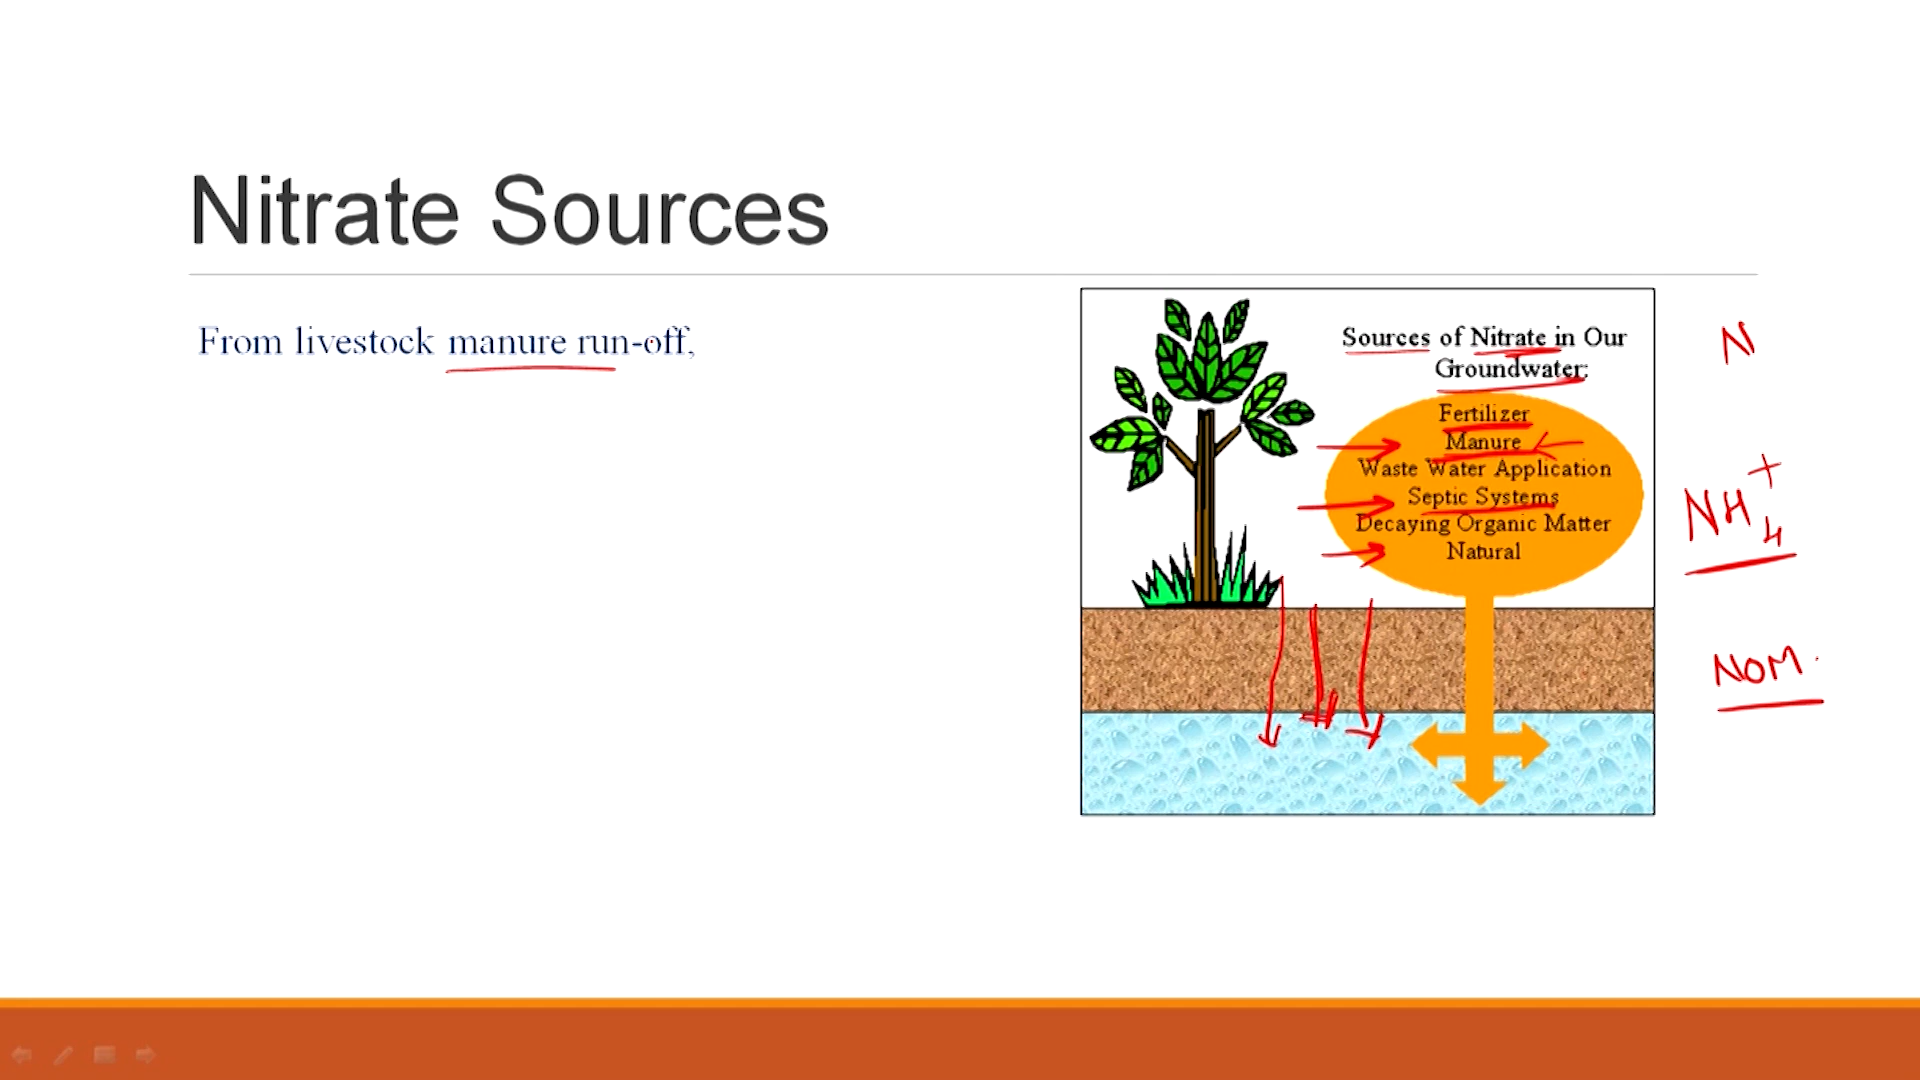 Nitrate Sources
From livestock manure run-off,
Sources of Nitrate in Our
Groundwater:
Fertilizer
Manure
Waste Water Application
Septic Systems
Decaying Organic Matter
Natural
N
NH4+
NOM.